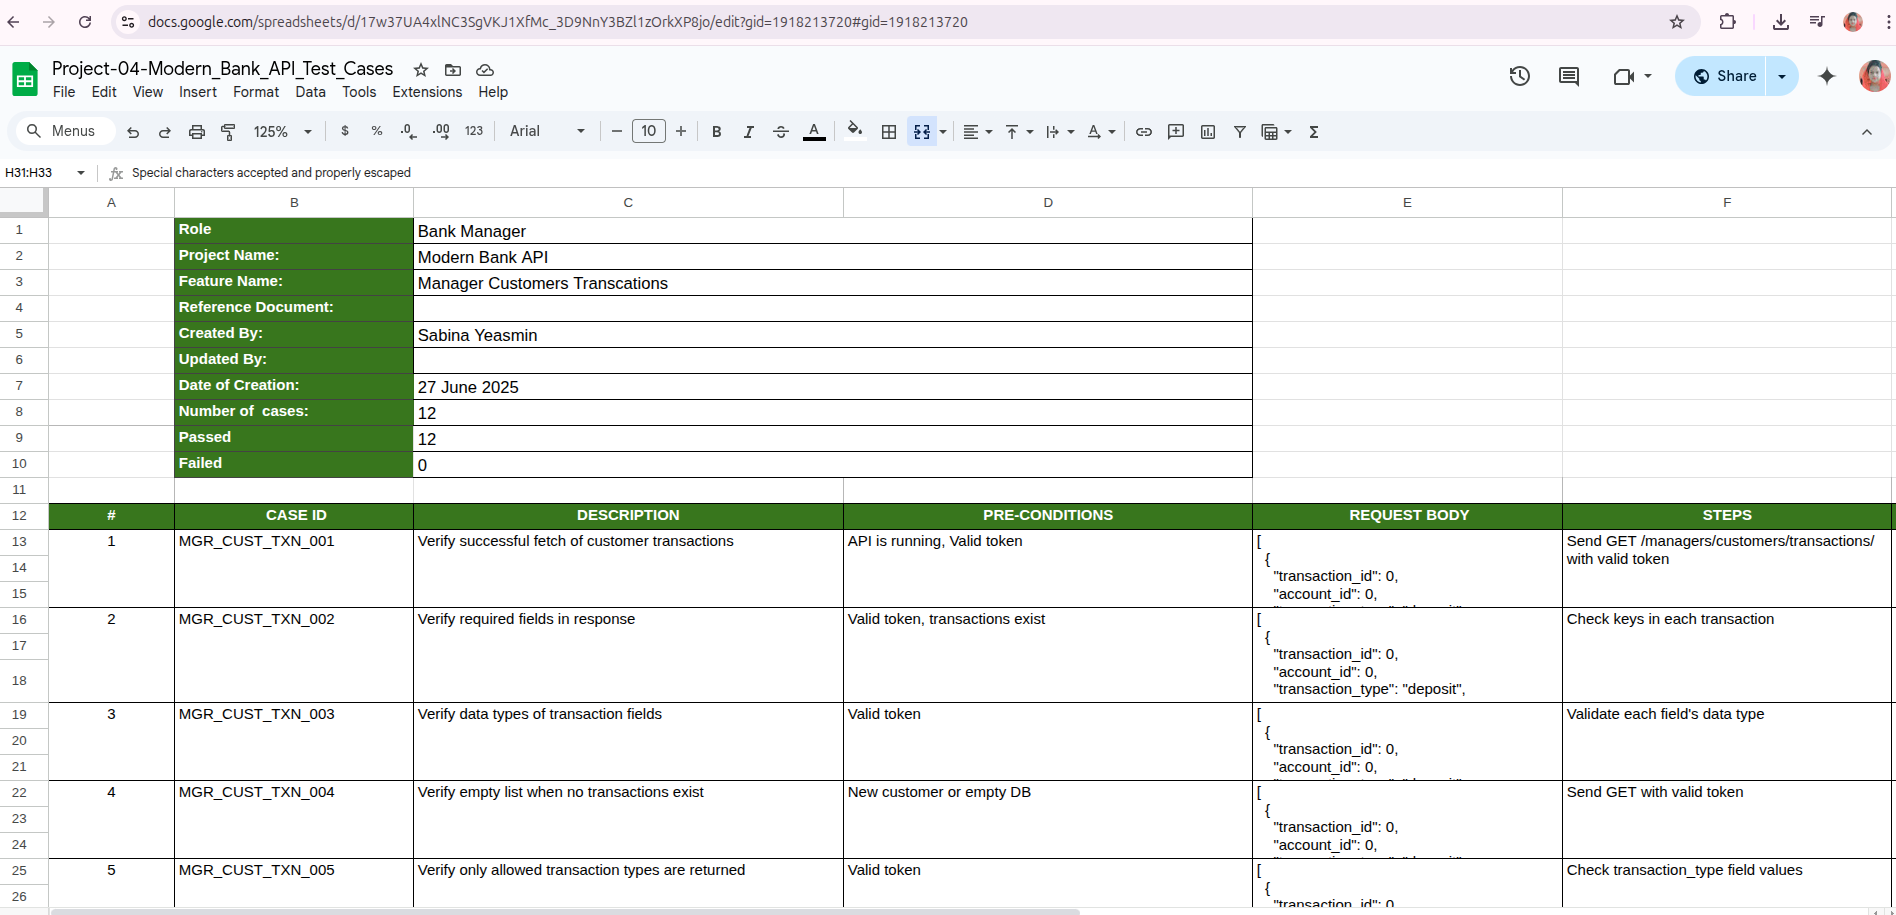 docs.google.com/spreadsheets/d/17w37UA4xlNC3SgVKJ1XfMc_3D9NnY3BZl1zOrkXP8jo/edit?gid=1918213720#gid=1918213720
Project-04-Modern_Bank_API_Test_Cases
File Edit View Insert Format Data Tools Extensions Help
Share
Menus 125% $ % .0 .00 123 Arial 10 B I A
H31:H33 fx Special characters accepted and properly escaped
A B C D E F
1 Role Bank Manager
2 Project Name: Modern Bank API
3 Feature Name: Manager Customers Transcations
4 Reference Document:
5 Created By: Sabina Yeasmin
6 Updated By:
7 Date of Creation: 27 June 2025
8 Number of  cases: 12
9 Passed 12
10 Failed 0
11
12 # CASE ID DESCRIPTION PRE-CONDITIONS REQUEST BODY STEPS
13 1 MGR_CUST_TXN_001 Verify successful fetch of customer transactions API is running, Valid token [ Send GET /managers/customers/transactions/
{ with valid token
14
"transaction_id": 0,
15 "account_id": 0,
16 2 MGR_CUST_TXN_002 Verify required fields in response Valid token, transactions exist [ Check keys in each transaction
17 {
"transaction_id": 0,
18 "account_id": 0,
"transaction_type": "deposit",
19 3 MGR_CUST_TXN_003 Verify data types of transaction fields Valid token [ Validate each field's data type
20 {
"transaction_id": 0,
21 "account_id": 0,
22 4 MGR_CUST_TXN_004 Verify empty list when no transactions exist New customer or empty DB [ Send GET with valid token
23 {
"transaction_id": 0,
24 "account_id": 0,
25 5 MGR_CUST_TXN_005 Verify only allowed transaction types are returned Valid token [ Check transaction_type field values
26 {
"transaction_id": 0